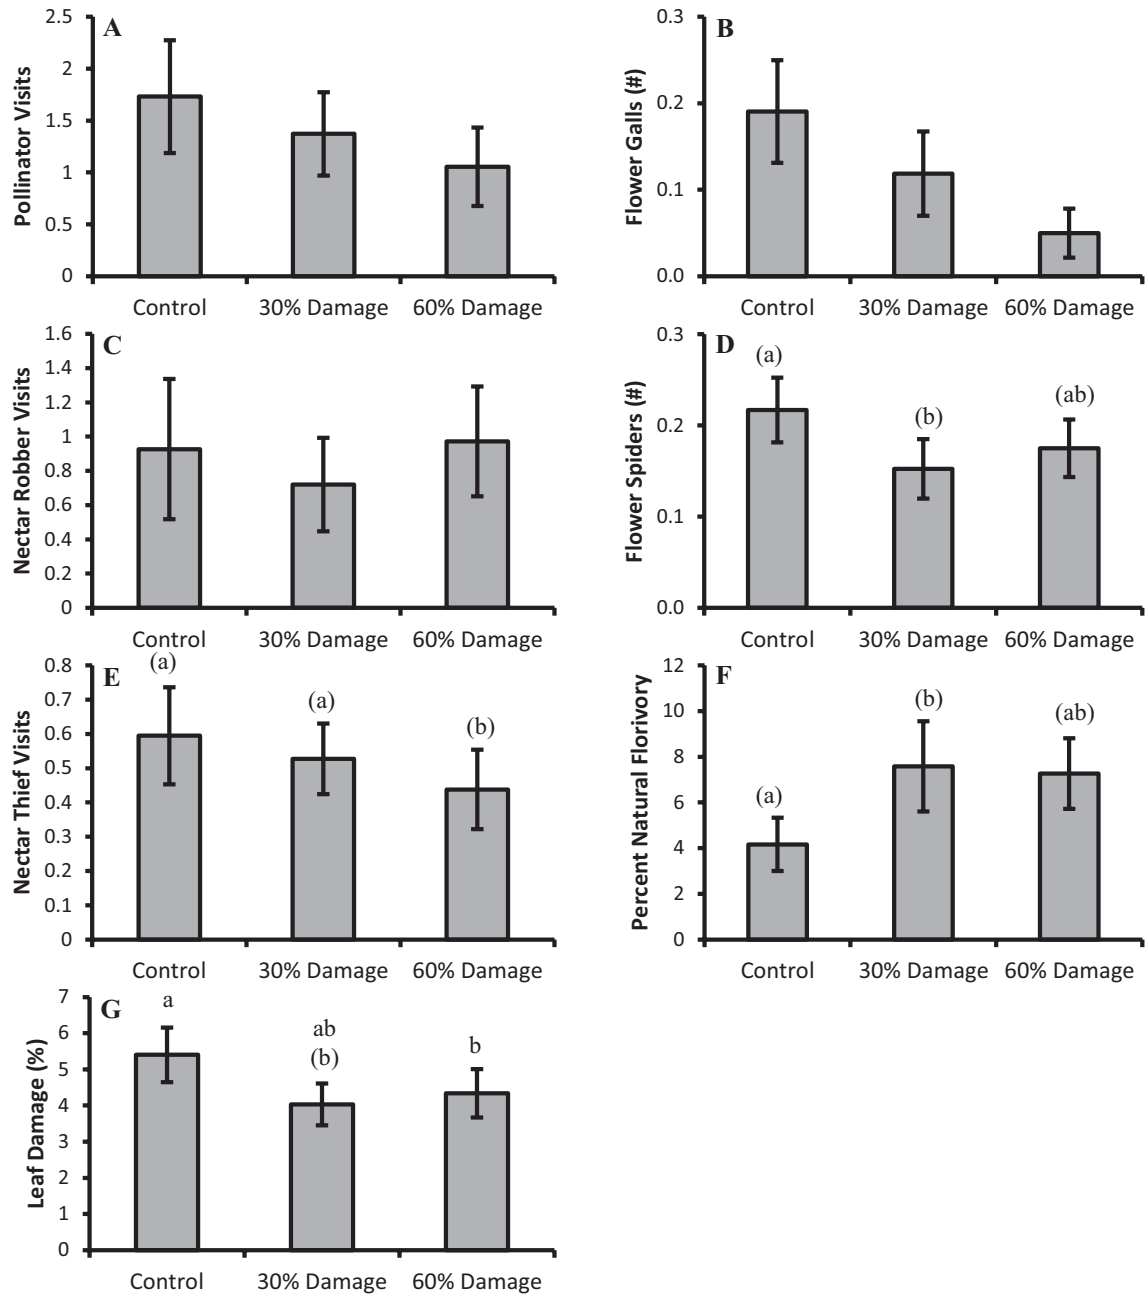 A
Pollinator Visits
2.5
2
1.5
1
0.5
0
Control 30% Damage 60% Damage
B
Flower Galls (#)
0.3
0.2
0.1
0.0
Control 30% Damage 60% Damage
C
Nectar Robber Visits
1.6
1.4
1.2
1
0.8
0.6
0.4
0.2
0
Control 30% Damage 60% Damage
D
Flower Spiders (#)
0.3
0.2
0.1
0.0
(a) (b) (ab)
Control 30% Damage 60% Damage
E
Nectar Thief Visits
0.8
0.7
0.6
0.5
0.4
0.3
0.2
0.1
0
(a) (a) (b)
Control 30% Damage 60% Damage
F
Percent Natural Florivory
12
10
8
6
4
2
0
(a) (b) (ab)
Control 30% Damage 60% Damage
G
Leaf Damage (%)
7
6
5
4
3
2
1
0
a ab b
(b)
Control 30% Damage 60% Damage